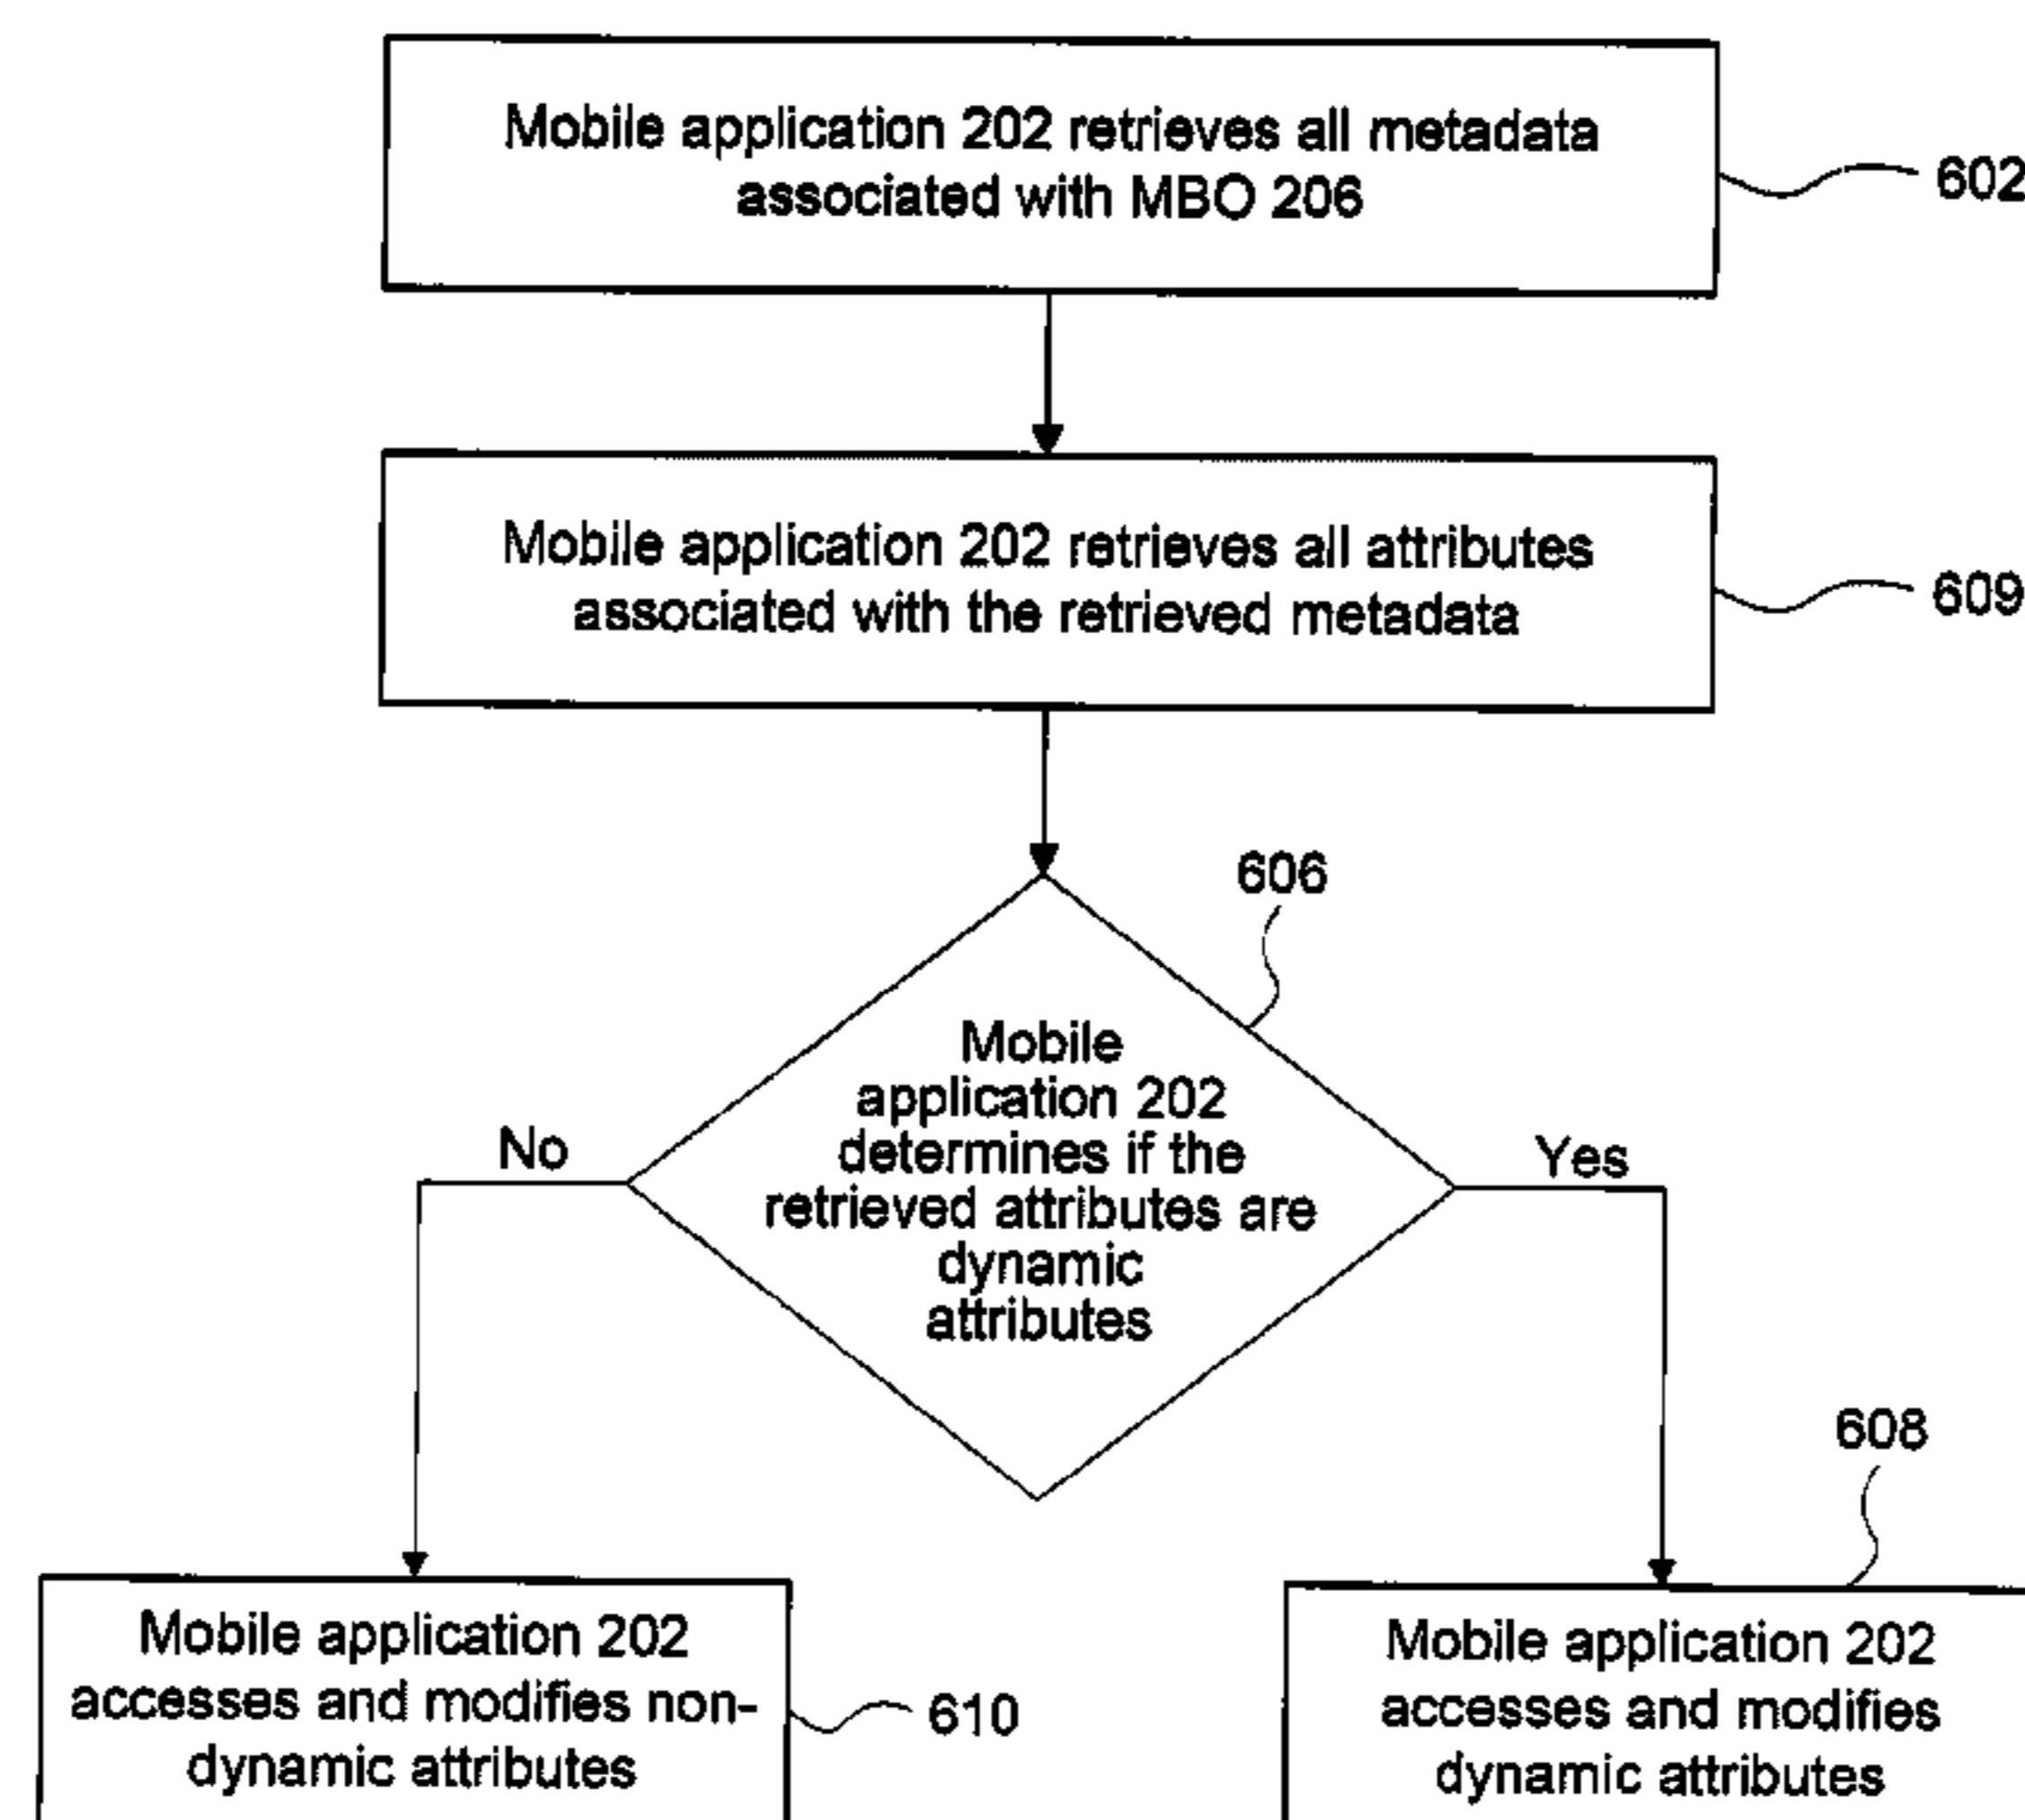 Mobile application 202 retrieves all metadata
associated with MBO 206
602
Mobile application 202 retrieves all attributes
associated with the retrieved metadata
609
606
Mobile
application 202
determines if the
retrieved attributes are
dynamic
attributes
No
Yes
608
Mobile application 202
accesses and modifies non-
dynamic attributes
610
Mobile application 202
accesses and modifies
dynamic attributes